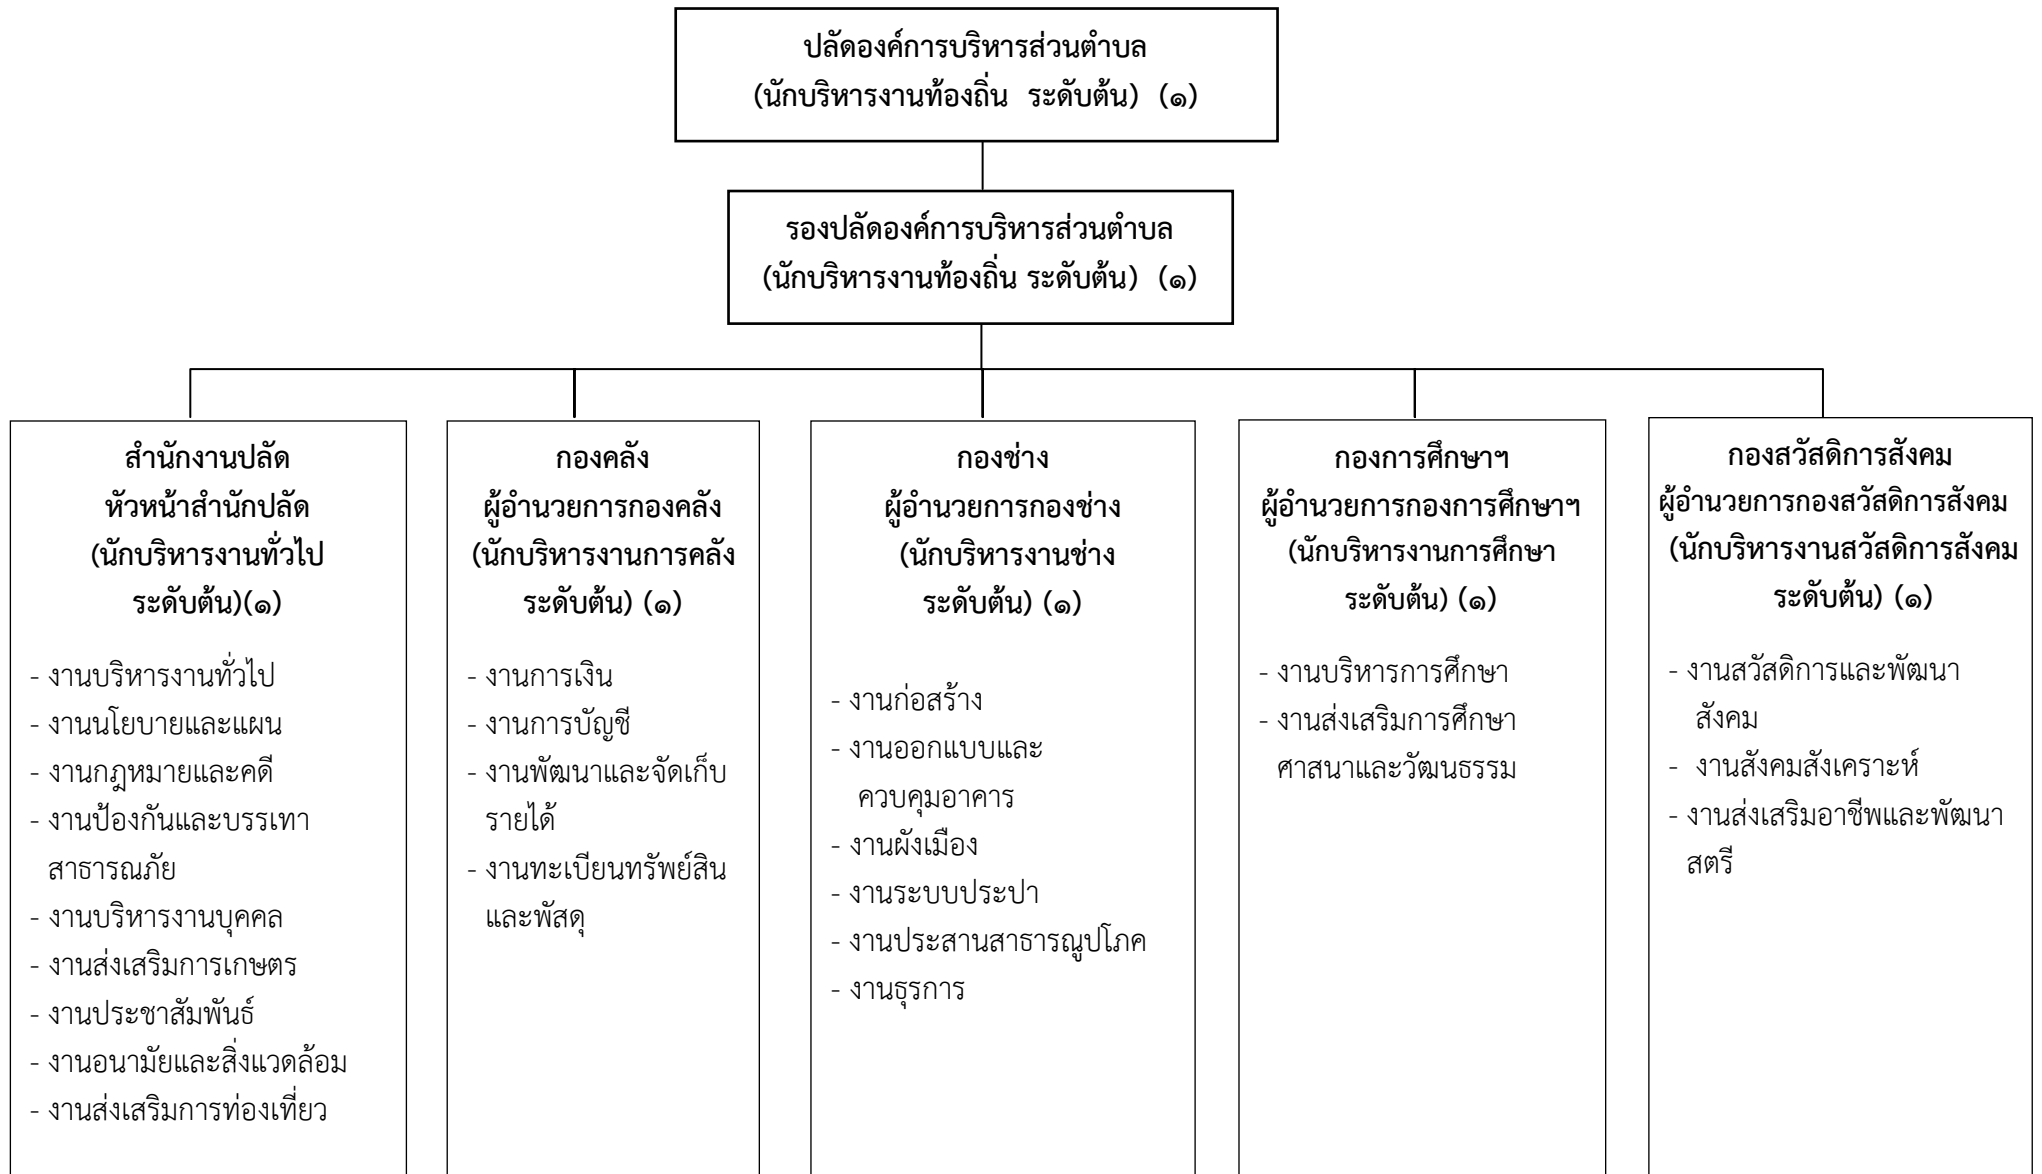 ปลัดองค์การบริหารส่วนตำบล
(นักบริหารงานท้องถิ่น  ระดับต้น)  (๑)
รองปลัดองค์การบริหารส่วนตำบล
(นักบริหารงานท้องถิ่น ระดับต้น)  (๑)
สำนักงานปลัด
หัวหน้าสำนักปลัด
(นักบริหารงานทั่วไป
ระดับต้น)(๑)
- งานบริหารงานทั่วไป
- งานนโยบายและแผน
- งานกฎหมายและคดี
- งานป้องกันและบรรเทา
สาธารณภัย
- งานบริหารงานบุคคล
- งานส่งเสริมการเกษตร
- งานประชาสัมพันธ์
- งานอนามัยและสิ่งแวดล้อม
- งานส่งเสริมการท่องเที่ยว
กองคลัง
ผู้อำนวยการกองคลัง
(นักบริหารงานการคลัง
ระดับต้น) (๑)
- งานการเงิน
- งานการบัญชี
- งานพัฒนาและจัดเก็บ
รายได้
- งานทะเบียนทรัพย์สิน
และพัสดุ
กองช่าง
ผู้อำนวยการกองช่าง
(นักบริหารงานช่าง
ระดับต้น) (๑)
- งานก่อสร้าง
- งานออกแบบและ
ควบคุมอาคาร
- งานผังเมือง
- งานระบบประปา
- งานประสานสาธารณูปโภค
- งานธุรการ
กองการศึกษาฯ
ผู้อำนวยการกองการศึกษาฯ
(นักบริหารงานการศึกษา
ระดับต้น) (๑)
- งานบริหารการศึกษา
- งานส่งเสริมการศึกษา
ศาสนาและวัฒนธรรม
กองสวัสดิการสังคม
ผู้อำนวยการกองสวัสดิการสังคม
(นักบริหารงานสวัสดิการสังคม
ระดับต้น) (๑)
- งานสวัสดิการและพัฒนา
สังคม
-  งานสังคมสังเคราะห์
- งานส่งเสริมอาชีพและพัฒนา
สตรี